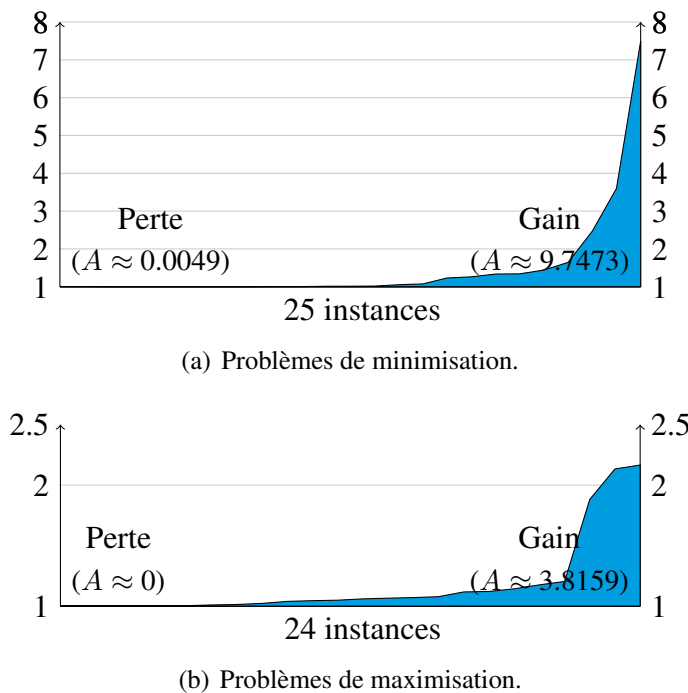 8 8
7 7
6 6
5 5
4 4
3 3
Perte Gain
2 2
(A ≈ 0.0049) (A ≈ 9.7473)
1 1
25 instances
(a) Problèmes de minimisation.
2.5 2.5
2 2
Perte Gain
(A ≈ 0) (A ≈ 3.8159)
1 1
24 instances
(b) Problèmes de maximisation.